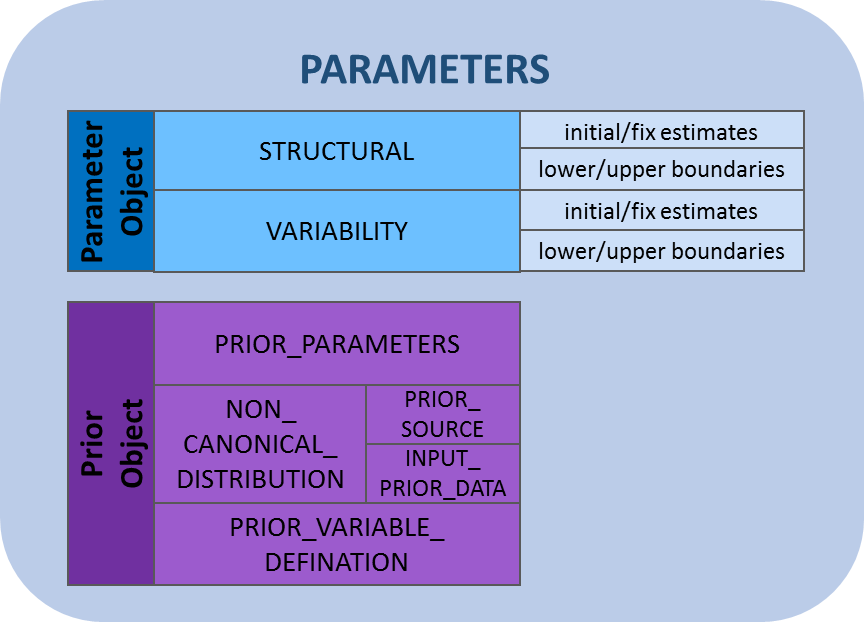 PARAMETERS
Parameter
Object
STRUCTURAL
initial/fix estimates
lower/upper boundaries
VARIABILITY
initial/fix estimates
lower/upper boundaries
Prior
Object
PRIOR_PARAMETERS
NON_
CANONICAL_
DISTRIBUTION
PRIOR_
SOURCE
INPUT_
PRIOR_DATA
PRIOR_VARIABLE_
DEFINATION